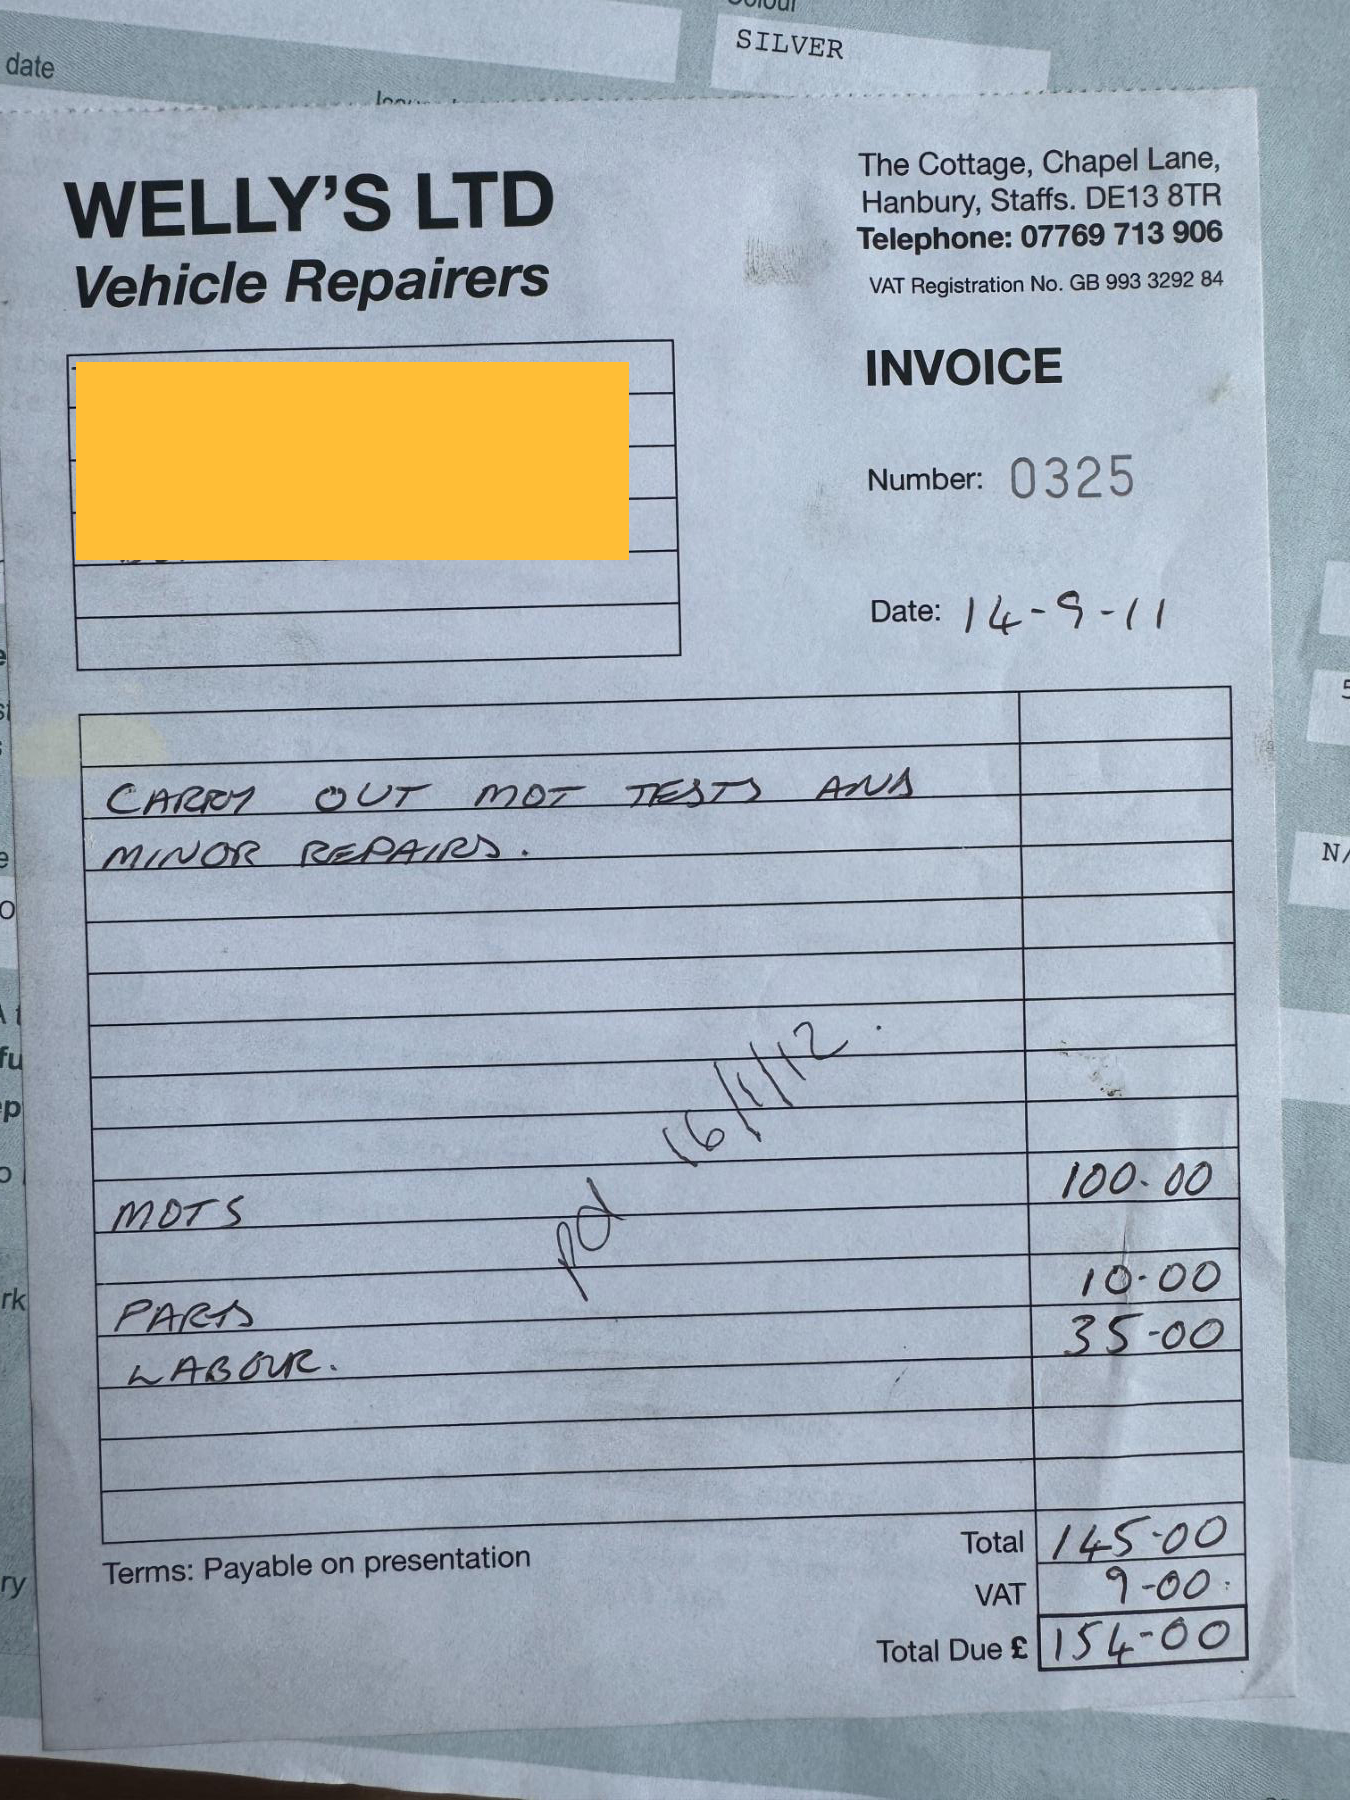 date
SILVER
WELLY'S LTD
Vehicle Repairers
The Cottage, Chapel Lane,
Hanbury, Staffs. DE13 8TR
Telephone: 07769 713 906
VAT Registration No. GB 993 3292 84
INVOICE
Number: 0325
Date: 14-9-11
CARRY OUT MOT TESTS AND
MINOR REPAIRS.
pd 16/1/12.
MOTS 100.00
PARTS 10.00
LABOUR. 35-00
Total 145-00
VAT 9-00
Total Due £ 154-00
Terms: Payable on presentation